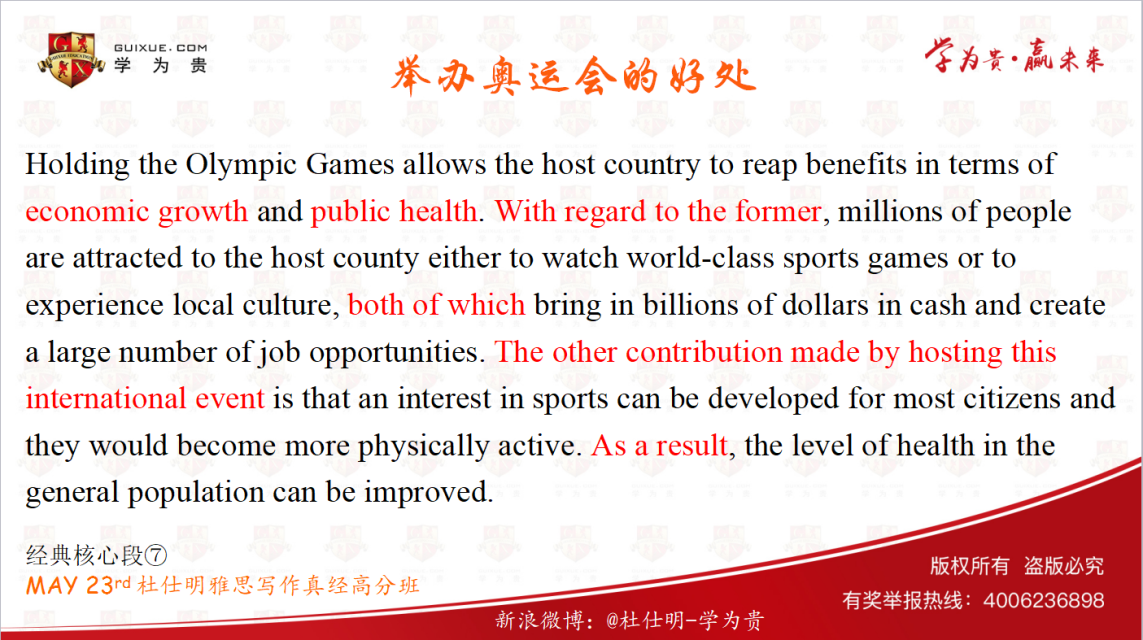 GUIXUE.COM
学为贵
举办奥运会的好处
学为贵·赢未来
Holding the Olympic Games allows the host country to reap benefits in terms of
economic growth and public health. With regard to the former, millions of people
are attracted to the host county either to watch world-class sports games or to
experience local culture, both of which bring in billions of dollars in cash and create
a large number of job opportunities. The other contribution made by hosting this
international event is that an interest in sports can be developed for most citizens and
they would become more physically active. As a result, the level of health in the
general population can be improved.
经典核心段⑦
MAY 23rd 杜仕明雅思写作真经高分班
版权所有 盗版必究
有奖举报热线：4006236898
新浪微博：@杜仕明-学为贵